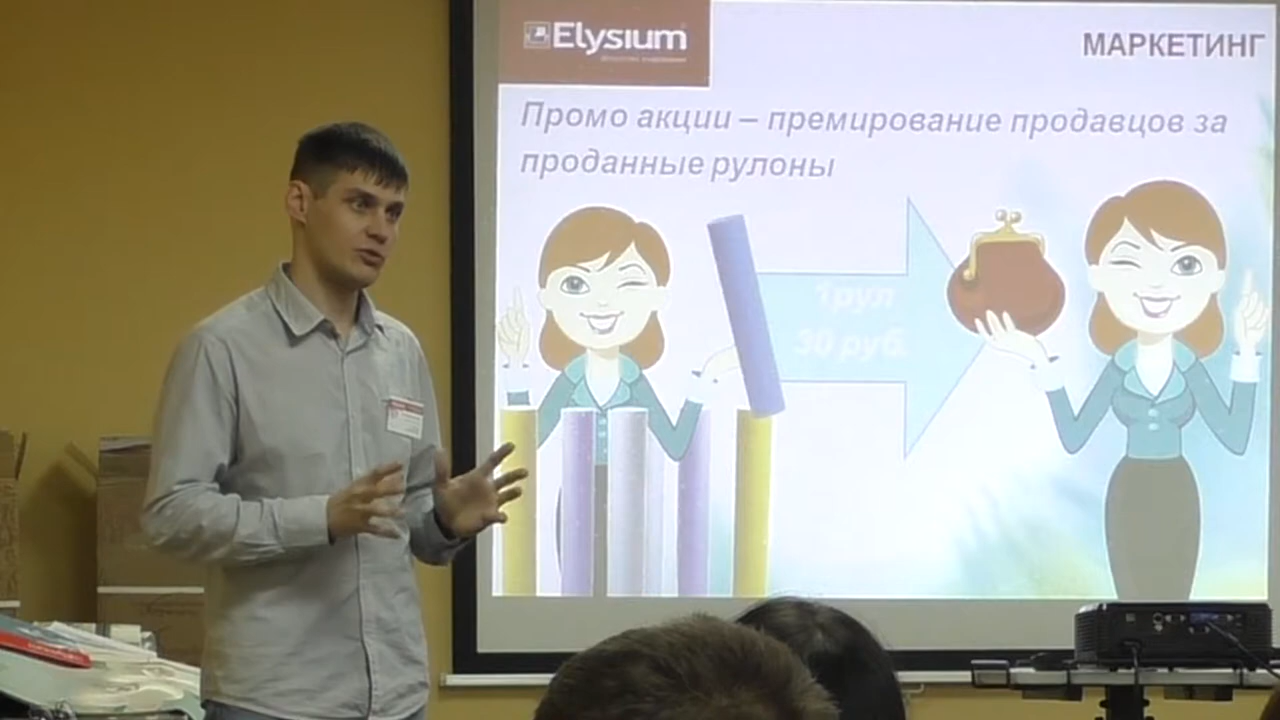 Elysium
МАРКЕТИНГ
Промо акции – премирование продавцов за
проданные рулоны
1рул
30 руб.